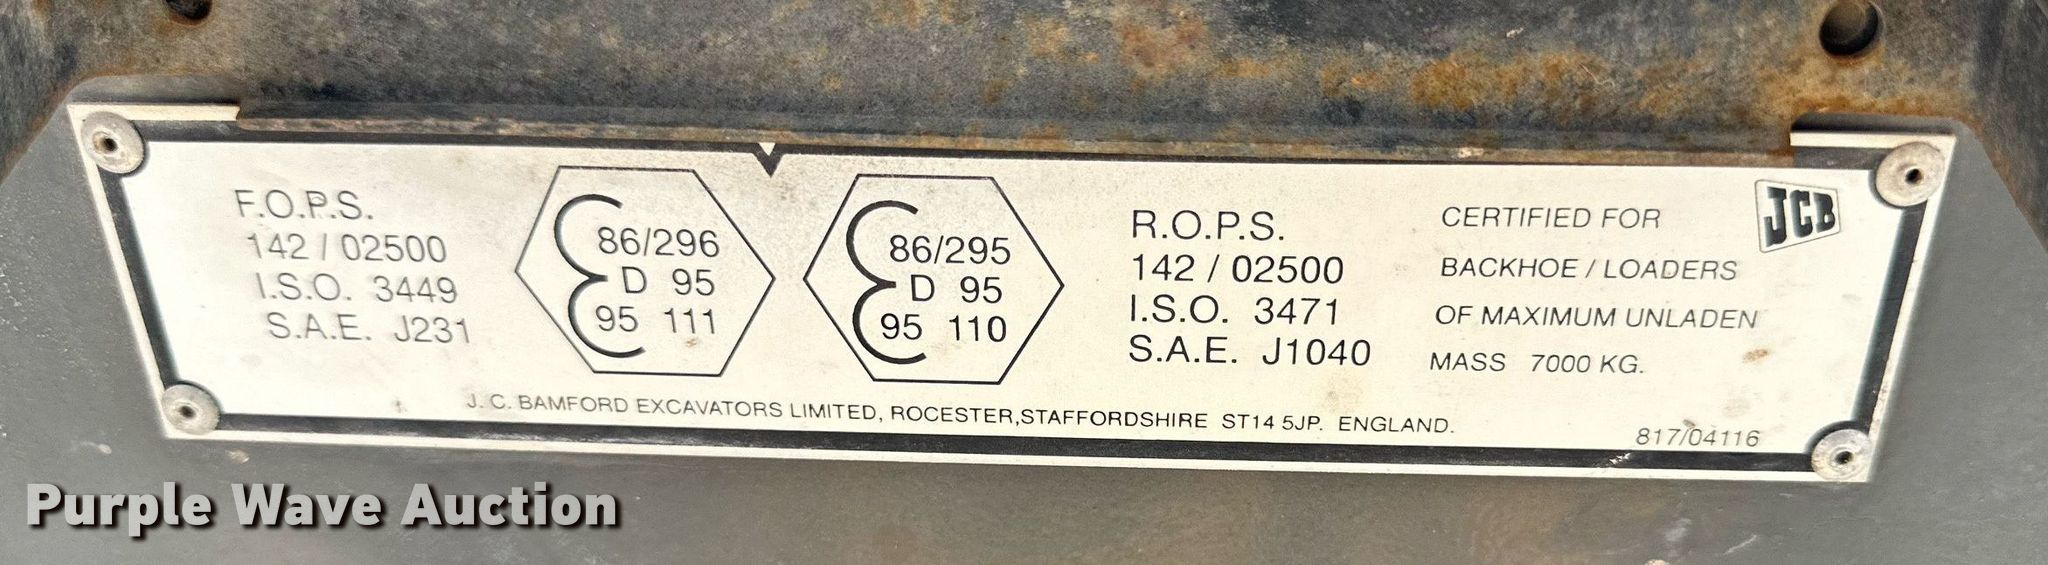 F.O.P.S.
142 / 02500
I.S.O. 3449
S.A.E. J231
86/296
D 95
95 111
86/295
D 95
95 110
R.O.P.S.
142 / 02500
I.S.O. 3471
S.A.E. J1040
CERTIFIED FOR
BACKHOE / LOADERS
OF MAXIMUM UNLADEN
MASS 7000 KG.
JCB
J. C. BAMFORD EXCAVATORS LIMITED, ROCESTER,STAFFORDSHIRE ST14 5JP. ENGLAND.
817/04116
Purple Wave Auction